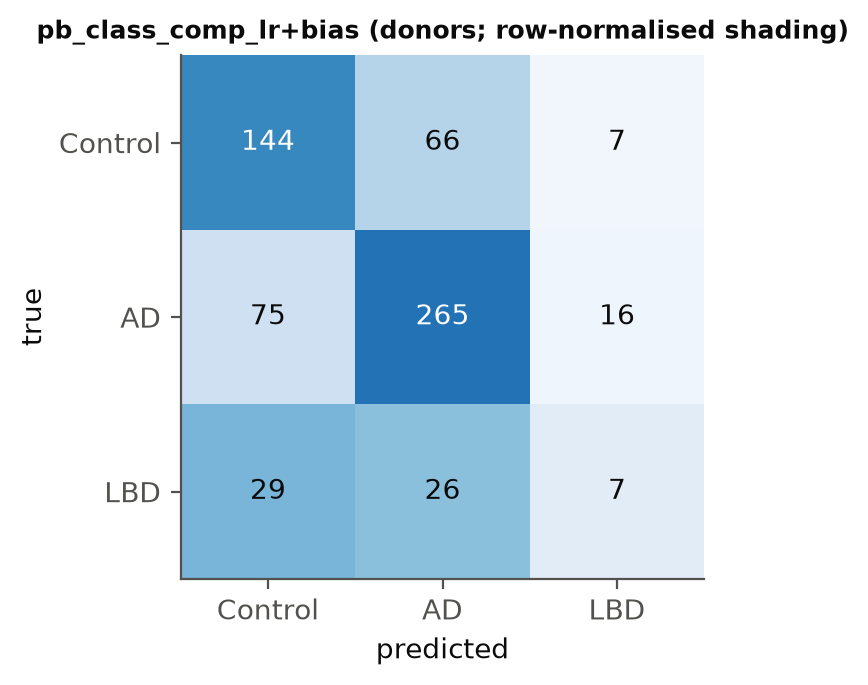 pb_class_comp_lr+bias (donors; row-normalised shading)
Control 144 66 7
AD 75 265 16
LBD 29 26 7
Control AD LBD
predicted
true